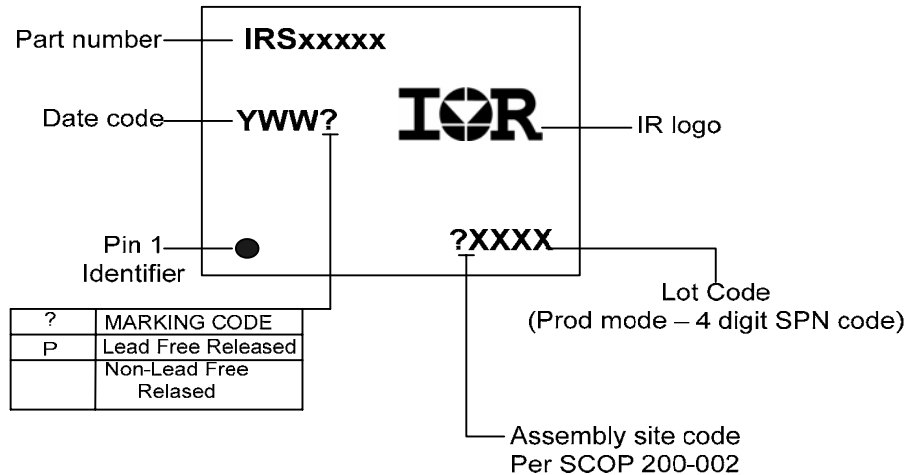 Part number
IRSxxxxx
Date code
YWW?
IOR
IR logo
Pin 1
Identifier
?XXXX
Lot Code
(Prod mode – 4 digit SPN code)
? MARKING CODE
P Lead Free Released
Non-Lead Free
Relased
Assembly site code
Per SCOP 200-002